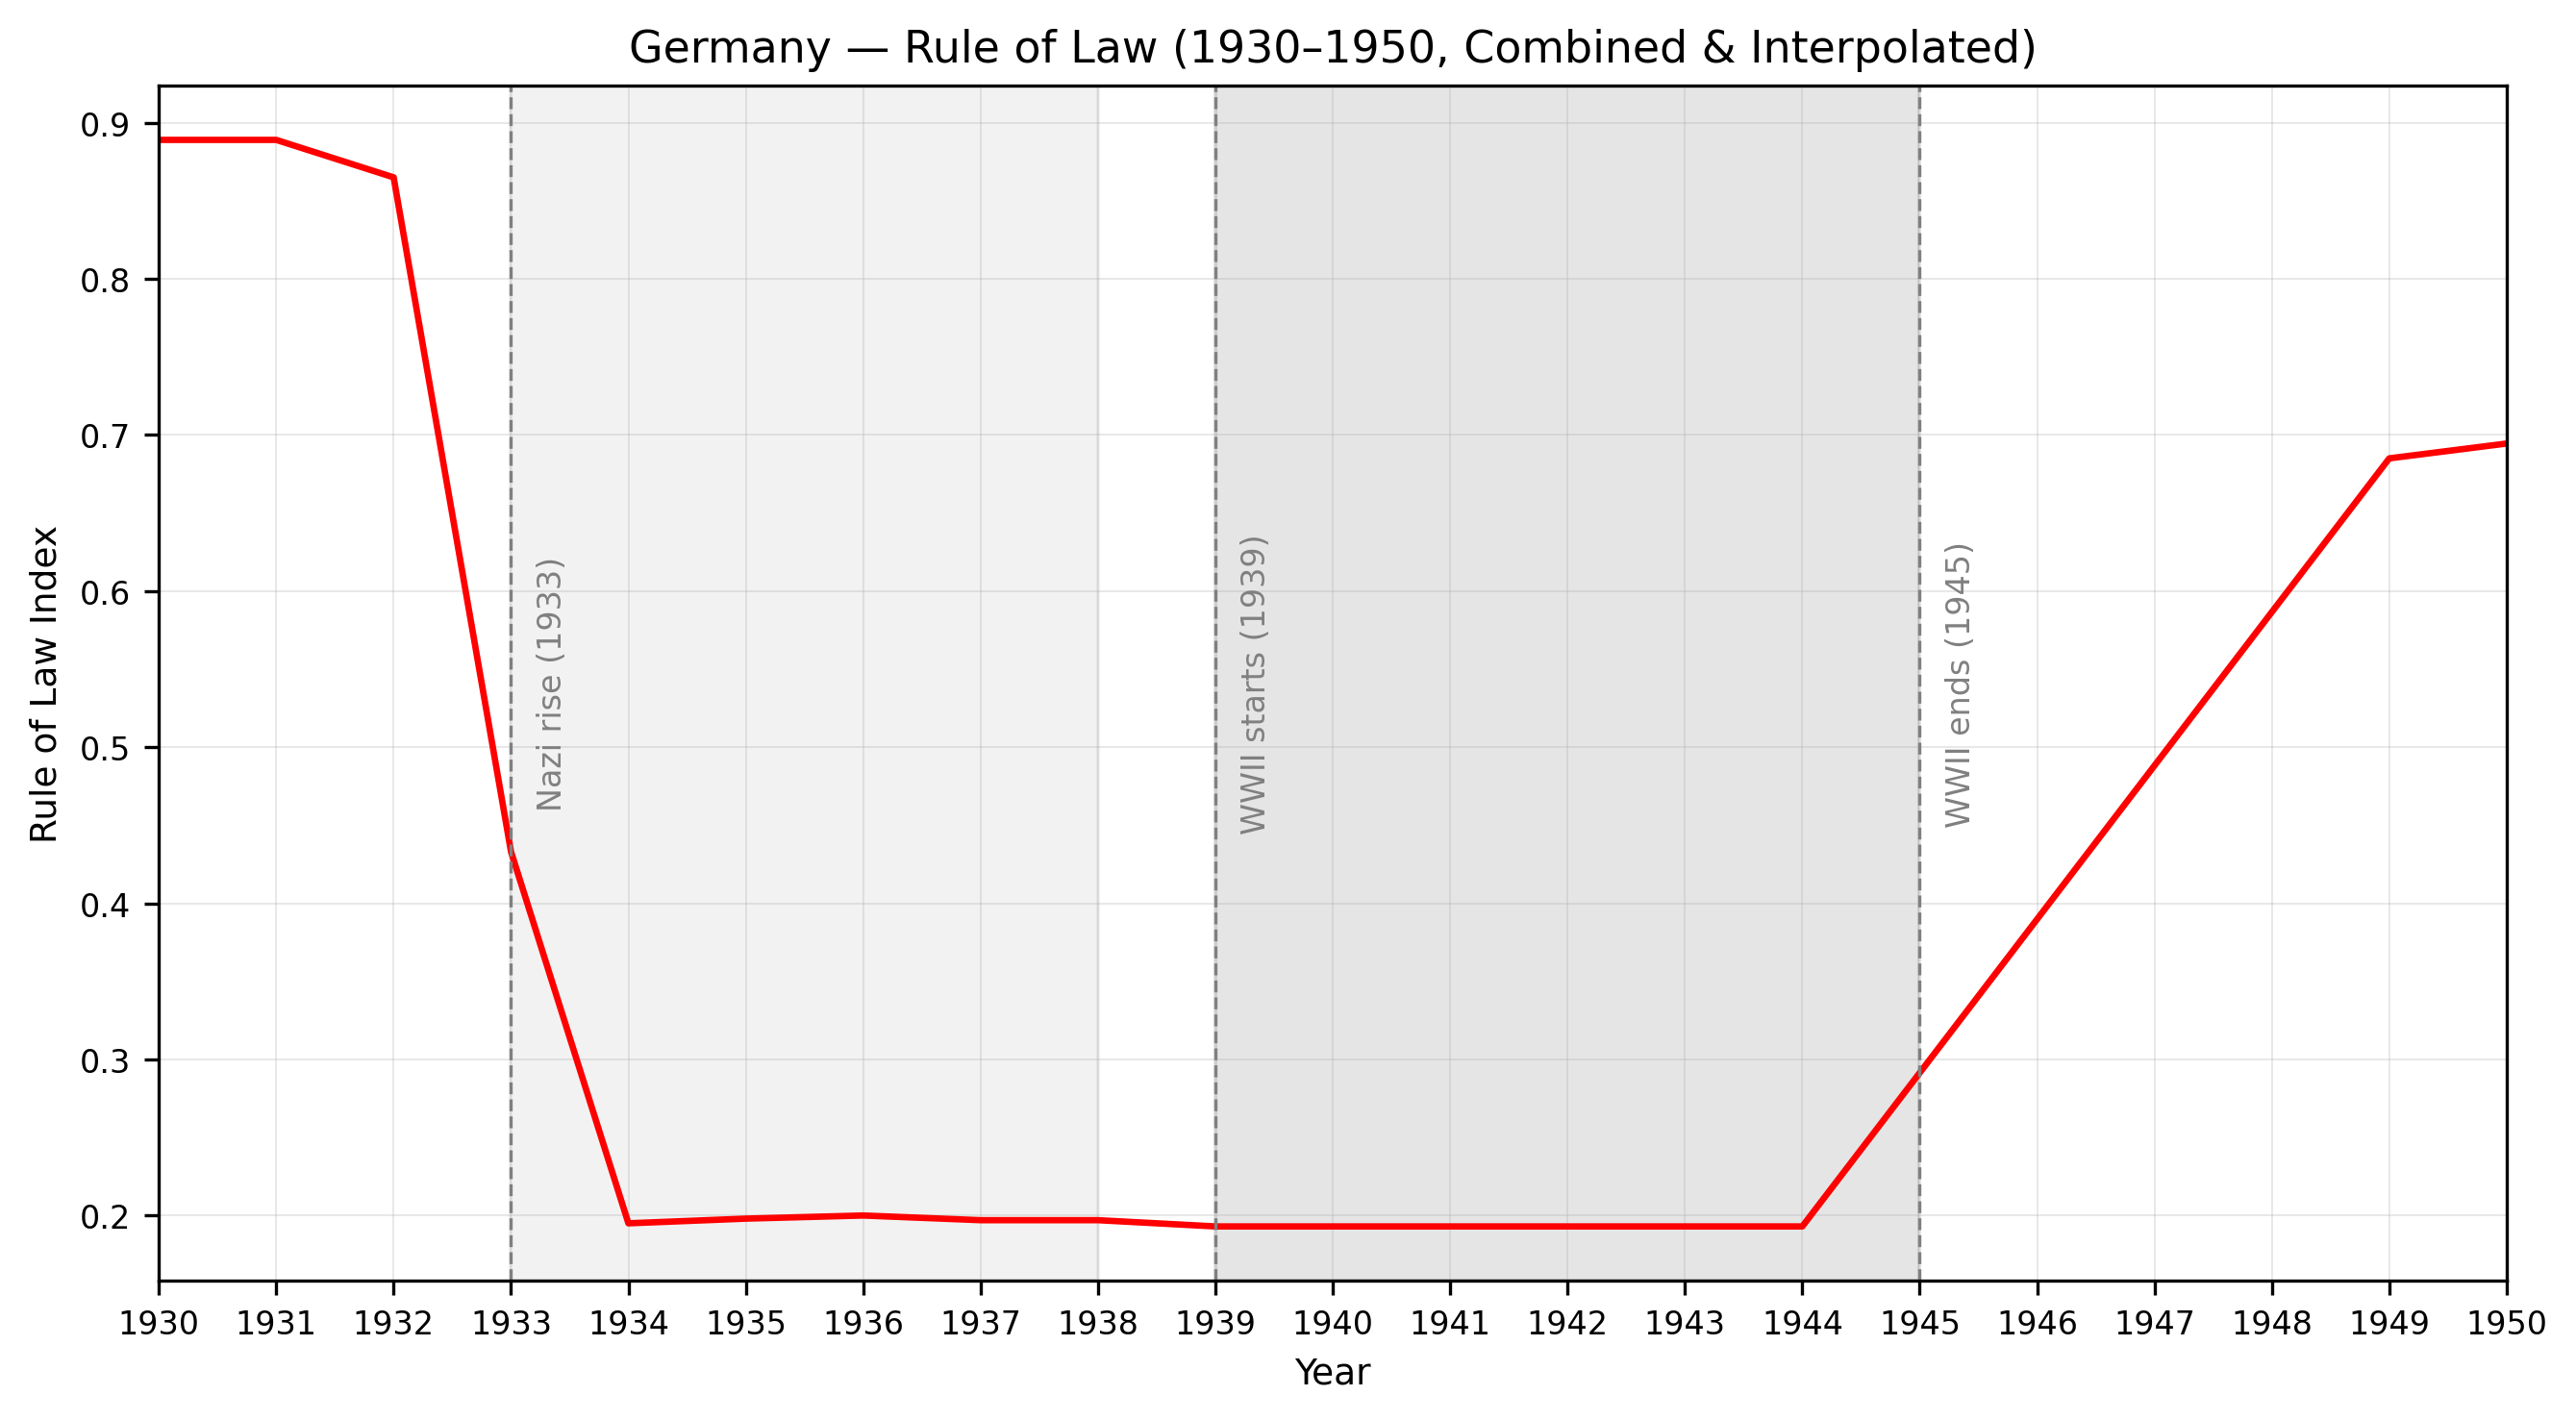 Germany — Rule of Law (1930–1950, Combined & Interpolated)
Rule of Law Index
0.9
0.8
0.7
0.6
0.5
0.4
0.3
0.2
Nazi rise (1933)
WWII starts (1939)
WWII ends (1945)
1930 1931 1932 1933 1934 1935 1936 1937 1938 1939 1940 1941 1942 1943 1944 1945 1946 1947 1948 1949 1950
Year